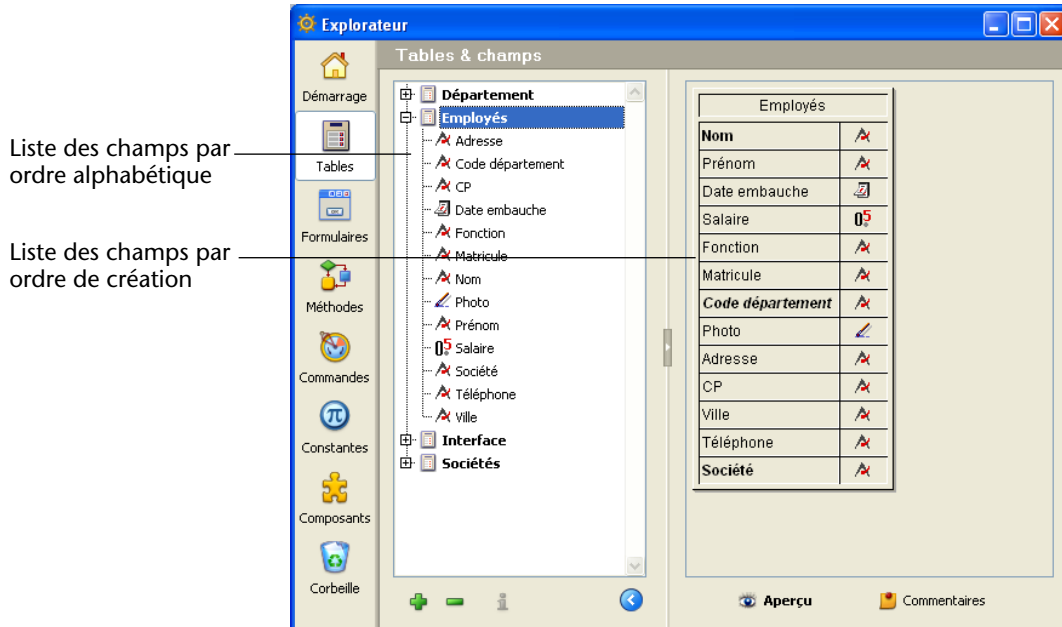 Explorateur
Tables & champs
Liste des champs par
ordre alphabétique
Liste des champs par
ordre de création
Démarrage
Tables
Formulaires
Méthodes
Commandes
Constantes
Composants
Corbeille
Département
Employés
Adresse
Code département
CP
Date embauche
Fonction
Matricule
Nom
Photo
Prénom
Salaire
Société
Téléphone
Ville
Interface
Sociétés
Employés
Nom
Prénom
Date embauche
Salaire
Fonction
Matricule
Code département
Photo
Adresse
CP
Ville
Téléphone
Société
Aperçu
Commentaires